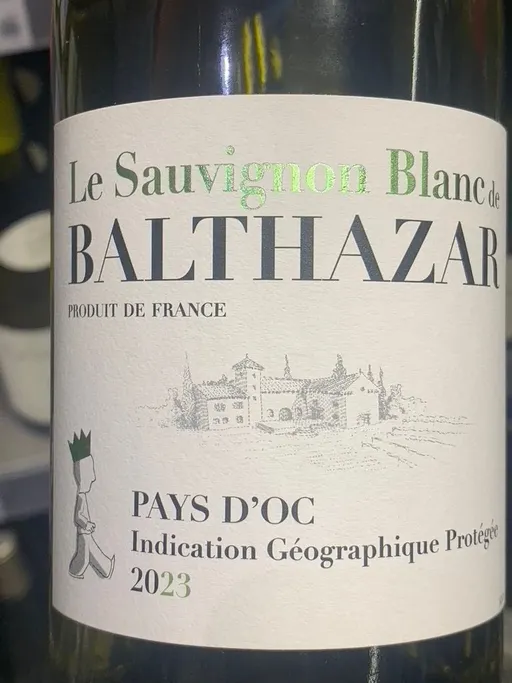 Le Sauvignon Blanc de
BALTHAZAR
PRODUIT DE FRANCE
PAYS D'OC
Indication Géographique Protégée
2023